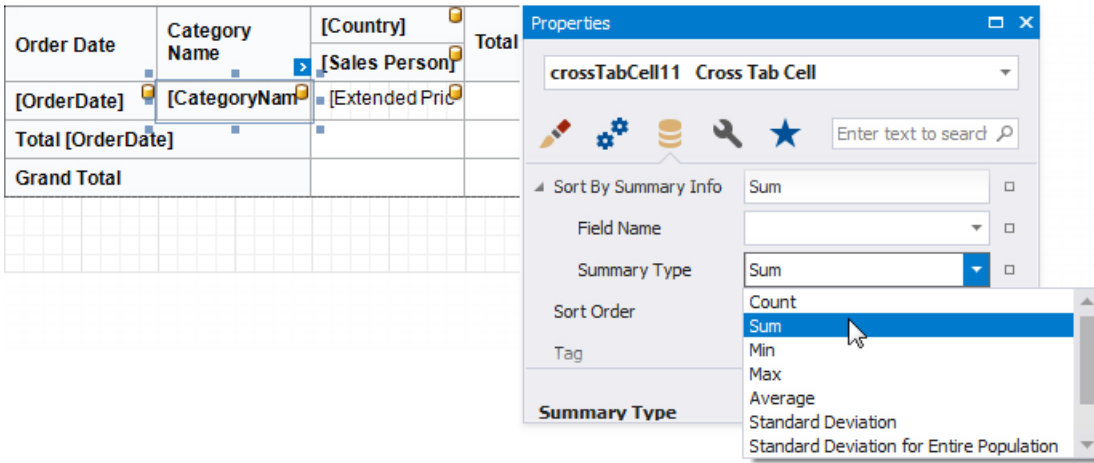 Order Date
Category
Name
[Country]
[Sales Person]
Total
[OrderDate]
[CategoryNam
[Extended Pric
Total [OrderDate]
Grand Total
Properties
crossTabCell11 Cross Tab Cell
Enter text to search
Sort By Summary Info Sum
Field Name
Summary Type Sum
Sort Order
Tag
Summary Type
Count
Sum
Min
Max
Average
Standard Deviation
Standard Deviation for Entire Population